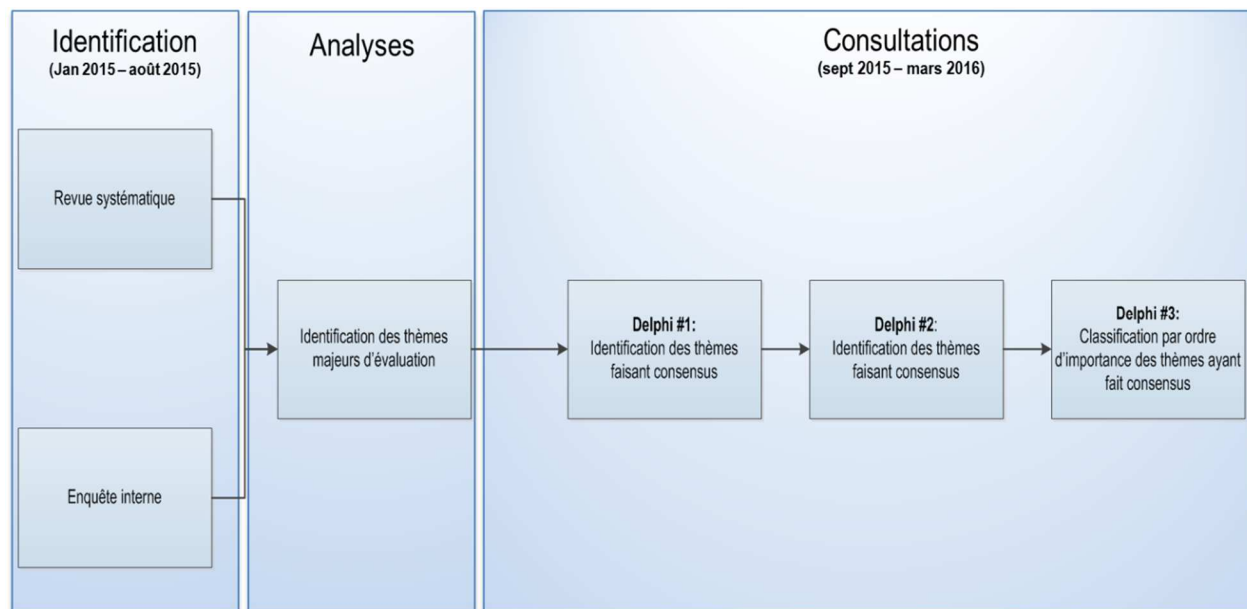 Identification
(Jan 2015 – août 2015)
Revue systématique
Enquête interne
Analyses
Identification des thèmes
majeurs d'évaluation
Consultations
(sept 2015 – mars 2016)
Delphi #1:
Identification des thèmes
faisant consensus
Delphi #2:
Identification des thèmes
faisant consensus
Delphi #3:
Classification par ordre
d'importance des thèmes ayant
fait consensus